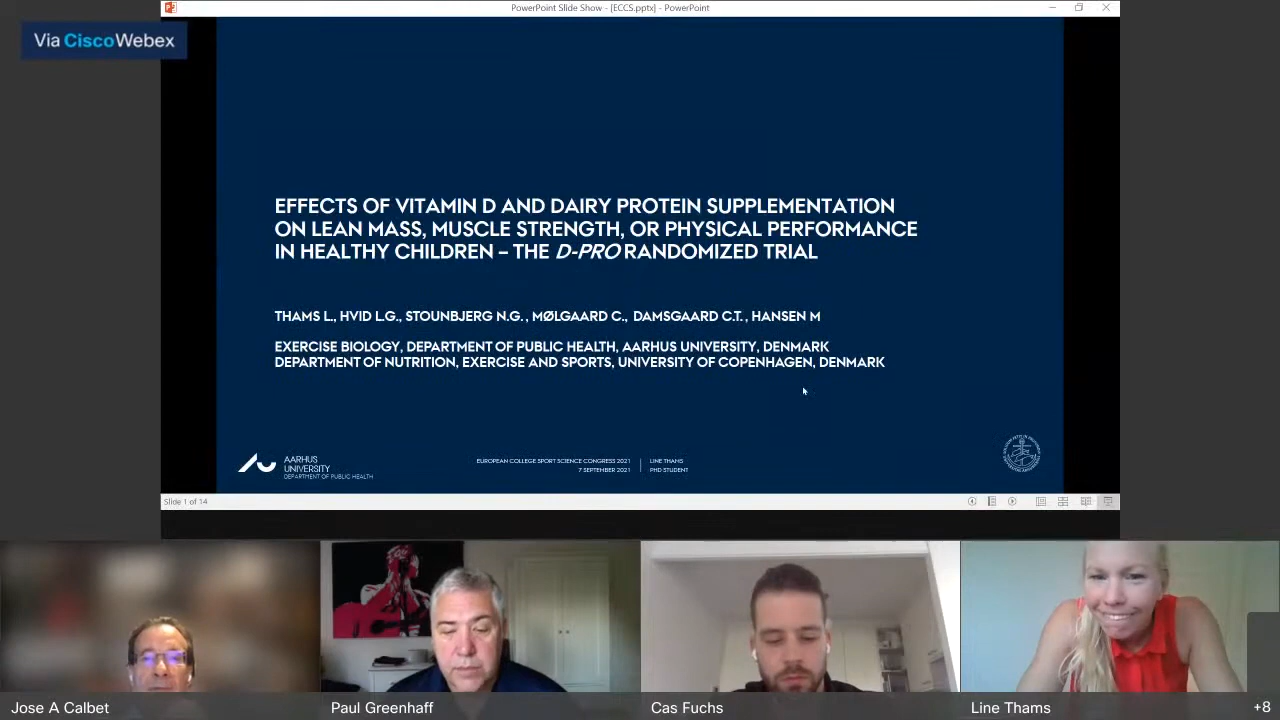 PowerPoint Slide Show - [ECCS.pptx] - PowerPoint
Via CiscoWebex
EFFECTS OF VITAMIN D AND DAIRY PROTEIN SUPPLEMENTATION
ON LEAN MASS, MUSCLE STRENGTH, OR PHYSICAL PERFORMANCE
IN HEALTHY CHILDREN – THE D-PRO RANDOMIZED TRIAL
THAMS L., HVID L.G., STOUNBJERG N.G., MØLGAARD C., DAMSGAARD C.T., HANSEN M
EXERCISE BIOLOGY, DEPARTMENT OF PUBLIC HEALTH, AARHUS UNIVERSITY, DENMARK
DEPARTMENT OF NUTRITION, EXERCISE AND SPORTS, UNIVERSITY OF COPENHAGEN, DENMARK
AARHUS
UNIVERSITY
DEPARTMENT OF PUBLIC HEALTH
EUROPEAN COLLEGE SPORT SCIENCE CONGRESS 2021
7 SEPTEMBER 2021
LINE THAMS
PHD STUDENT
Slide 1 of 14
Jose A Calbet
Paul Greenhaff
Cas Fuchs
Line Thams
+8